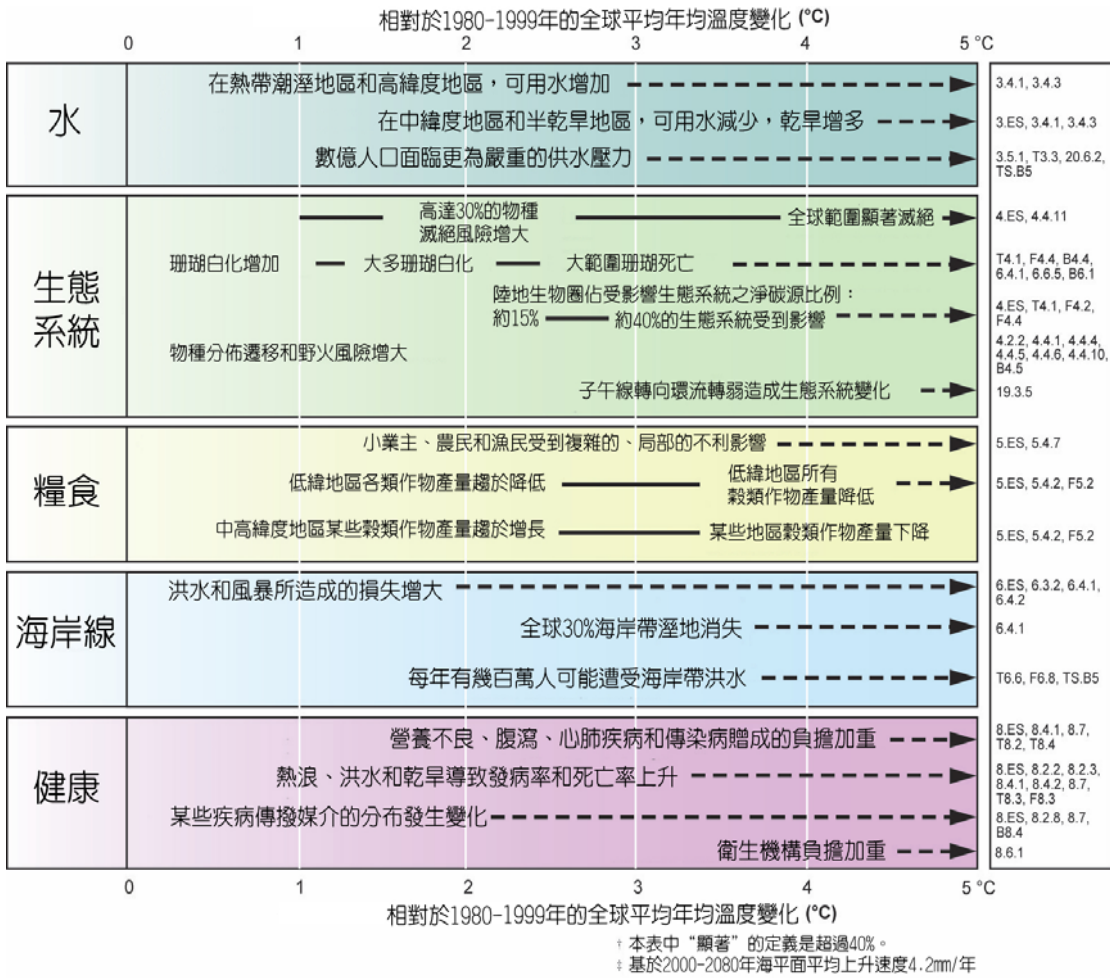 相對於1980-1999年的全球平均年均溫度變化 (°C)
0 1 2 3 4 5 °C
水
在熱帶潮溼地區和高緯度地區，可用水增加
3.4.1, 3.4.3
在中緯度地區和半乾旱地區，可用水減少，乾旱增多
3.ES, 3.4.1, 3.4.3
數億人口面臨更為嚴重的供水壓力
3.5.1, T3.3, 20.6.2,
TS.B5
生態
系統
高達30%的物種
滅絕風險增大
全球範圍顯著滅絕
4.ES, 4.4.11
珊瑚白化增加
大多珊瑚白化
大範圍珊瑚死亡
T4.1, F4.4, B4.4,
6.4.1, 6.6.5, B6.1
陸地生物圈佔受影響生態系統之淨碳源比例：
約15%
約40%的生態系統受到影響
4.ES, T4.1, F4.2,
F4.4
物種分佈遷移和野火風險增大
4.2.2, 4.4.1, 4.4.4,
4.4.5, 4.4.6, 4.4.10,
B4.5
子午線轉向環流轉弱造成生態系統變化
19.3.5
糧食
小業主、農民和漁民受到複雜的、局部的不利影響
5.ES, 5.4.7
低緯地區各類作物產量趨於降低
低緯地區所有
穀類作物產量降低
5.ES, 5.4.2, F5.2
中高緯度地區某些穀類作物產量趨於增長
某些地區穀類作物產量下降
5.ES, 5.4.2, F5.2
海岸線
洪水和風暴所造成的損失增大
6.ES, 6.3.2, 6.4.1,
6.4.2
全球30%海岸帶溼地消失
6.4.1
每年有幾百萬人可能遭受海岸帶洪水
T6.6, F6.8, TS.B5
健康
營養不良、腹瀉、心肺疾病和傳染病贈成的負擔加重
8.ES, 8.4.1, 8.7,
T8.2, T8.4
熱浪、洪水和乾旱導致發病率和死亡率上升
8.ES, 8.2.2, 8.2.3,
8.4.1, 8.4.2, 8.7,
T8.3, F8.3
某些疾病傳撥媒介的分布發生變化
8.ES, 8.2.8, 8.7,
B8.4
衛生機構負擔加重
8.6.1
0 1 2 3 4 5 °C
相對於1980-1999年的全球平均年均溫度變化 (°C)
† 本表中“顯著”的定義是超過40%。
‡ 基於2000-2080年海平面平均上升速度4.2mm/年